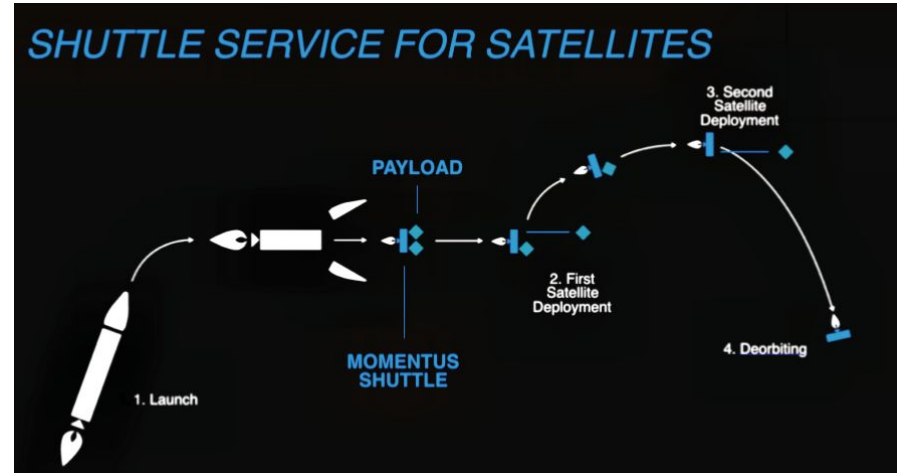 SHUTTLE SERVICE FOR SATELLITES
3. Second
Satellite
Deployment
PAYLOAD
2. First
Satellite
Deployment
MOMENTUS
SHUTTLE
4. Deorbiting
1. Launch